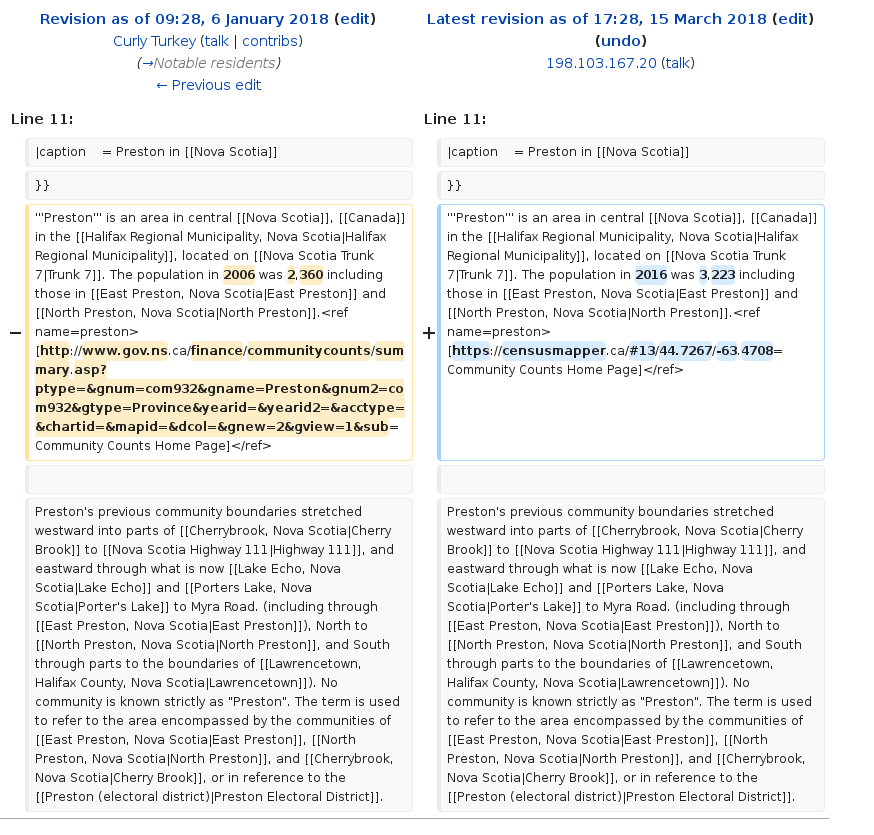 Revision as of 09:28, 6 January 2018 (edit)
Curly Turkey (talk | contribs)
(→Notable residents)
← Previous edit
Latest revision as of 17:28, 15 March 2018 (edit)
(undo)
198.103.167.20 (talk)
Line 11:
Line 11:
|caption    = Preston in [[Nova Scotia]]
|caption    = Preston in [[Nova Scotia]]
}}
}}
−
'''Preston''' is an area in central [[Nova Scotia]], [[Canada]]
in the [[Halifax Regional Municipality, Nova Scotia|Halifax
Regional Municipality]], located on [[Nova Scotia Trunk
7|Trunk 7]]. The population in 2006 was 2,360 including
those in [[East Preston, Nova Scotia|East Preston]] and
[[North Preston, Nova Scotia|North Preston]].<ref
name=preston>
[http://www.gov.ns.ca/finance/communitycounts/sum
mary.asp?
ptype=&gnum=com932&gname=Preston&gnum2=co
m932&gtype=Province&yearid=&yearid2=&acctype=
&chartid=&mapid=&dcol=&gnew=2&gview=1&sub=
Community Counts Home Page]</ref>
+
'''Preston''' is an area in central [[Nova Scotia]], [[Canada]]
in the [[Halifax Regional Municipality, Nova Scotia|Halifax
Regional Municipality]], located on [[Nova Scotia Trunk
7|Trunk 7]]. The population in 2016 was 3,223 including
those in [[East Preston, Nova Scotia|East Preston]] and
[[North Preston, Nova Scotia|North Preston]].<ref
name=preston>
[https://censusmapper.ca/#13/44.7267/-63.4708=
Community Counts Home Page]</ref>
Preston's previous community boundaries stretched
westward into parts of [[Cherrybrook, Nova Scotia|Cherry
Brook]] to [[Nova Scotia Highway 111|Highway 111]], and
eastward through what is now [[Lake Echo, Nova
Scotia|Lake Echo]] and [[Porters Lake, Nova
Scotia|Porter's Lake]] to Myra Road. (including through
[[East Preston, Nova Scotia|East Preston]]), North to
[[North Preston, Nova Scotia|North Preston]], and South
through parts to the boundaries of [[Lawrencetown,
Halifax County, Nova Scotia|Lawrencetown]]). No
community is known strictly as "Preston". The term is used
to refer to the area encompassed by the communities of
[[East Preston, Nova Scotia|East Preston]], [[North
Preston, Nova Scotia|North Preston]], and [[Cherrybrook,
Nova Scotia|Cherry Brook]], or in reference to the
[[Preston (electoral district)|Preston Electoral District]].
Preston's previous community boundaries stretched
westward into parts of [[Cherrybrook, Nova Scotia|Cherry
Brook]] to [[Nova Scotia Highway 111|Highway 111]], and
eastward through what is now [[Lake Echo, Nova
Scotia|Lake Echo]] and [[Porters Lake, Nova
Scotia|Porter's Lake]] to Myra Road. (including through
[[East Preston, Nova Scotia|East Preston]]), North to
[[North Preston, Nova Scotia|North Preston]], and South
through parts to the boundaries of [[Lawrencetown,
Halifax County, Nova Scotia|Lawrencetown]]). No
community is known strictly as "Preston". The term is used
to refer to the area encompassed by the communities of
[[East Preston, Nova Scotia|East Preston]], [[North
Preston, Nova Scotia|North Preston]], and [[Cherrybrook,
Nova Scotia|Cherry Brook]], or in reference to the
[[Preston (electoral district)|Preston Electoral District]].